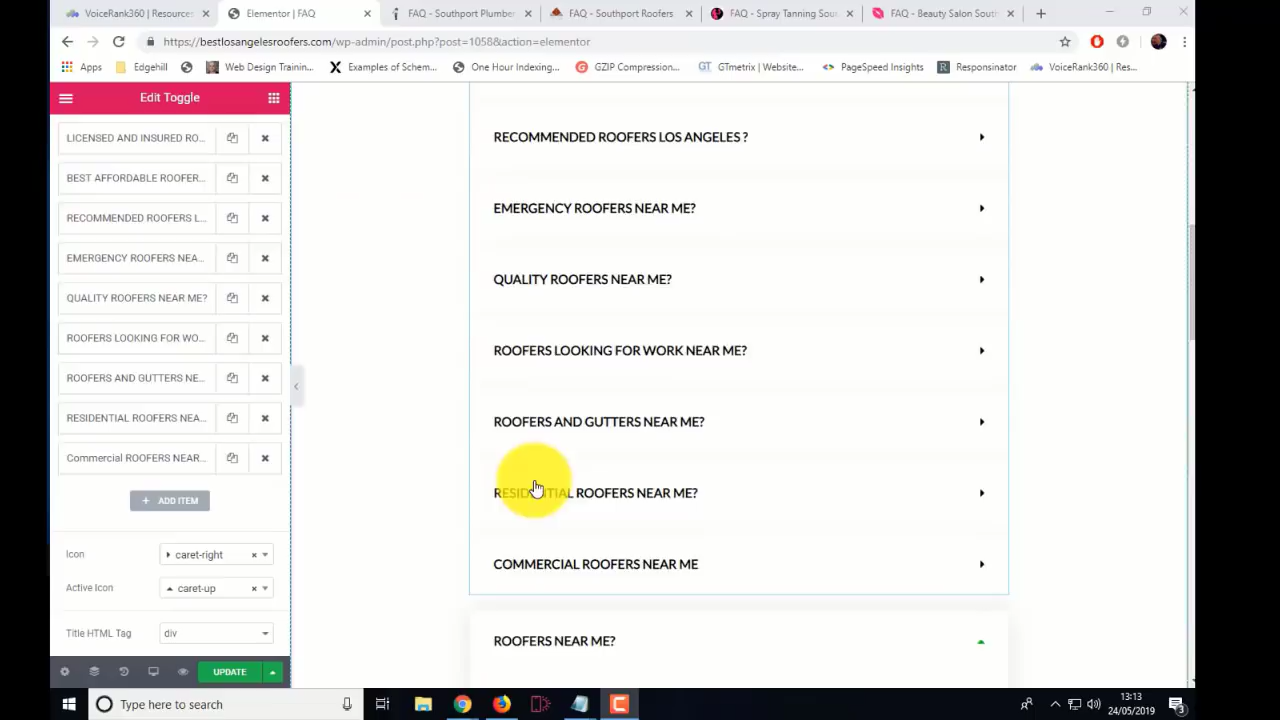 VoiceRank360 | Resources
Elementor | FAQ
FAQ - Southport Plumber
FAQ - Southport Roofers
FAQ - Spray Tanning Sou
FAQ - Beauty Salon South
https://bestlosangelesroofers.com/wp-admin/post.php?post=1058&action=elementor
Apps
Edgehill
Web Design Trainin...
Examples of Schem...
One Hour Indexing...
GZIP Compression...
GTmetrix | Website...
PageSpeed Insights
Responsinator
VoiceRank360 | Res...
Edit Toggle
LICENSED AND INSURED RO...
BEST AFFORDABLE ROOFER...
RECOMMENDED ROOFERS L...
EMERGENCY ROOFERS NEA...
QUALITY ROOFERS NEAR ME?
ROOFERS LOOKING FOR WO...
ROOFERS AND GUTTERS NE...
RESIDENTIAL ROOFERS NEA...
Commercial ROOFERS NEAR...
+ ADD ITEM
Icon
caret-right
Active Icon
caret-up
Title HTML Tag
div
UPDATE
RECOMMENDED ROOFERS LOS ANGELES ?
EMERGENCY ROOFERS NEAR ME?
QUALITY ROOFERS NEAR ME?
ROOFERS LOOKING FOR WORK NEAR ME?
ROOFERS AND GUTTERS NEAR ME?
RESIDENTIAL ROOFERS NEAR ME?
COMMERCIAL ROOFERS NEAR ME
ROOFERS NEAR ME?
Type here to search
13:13
24/05/2019
3